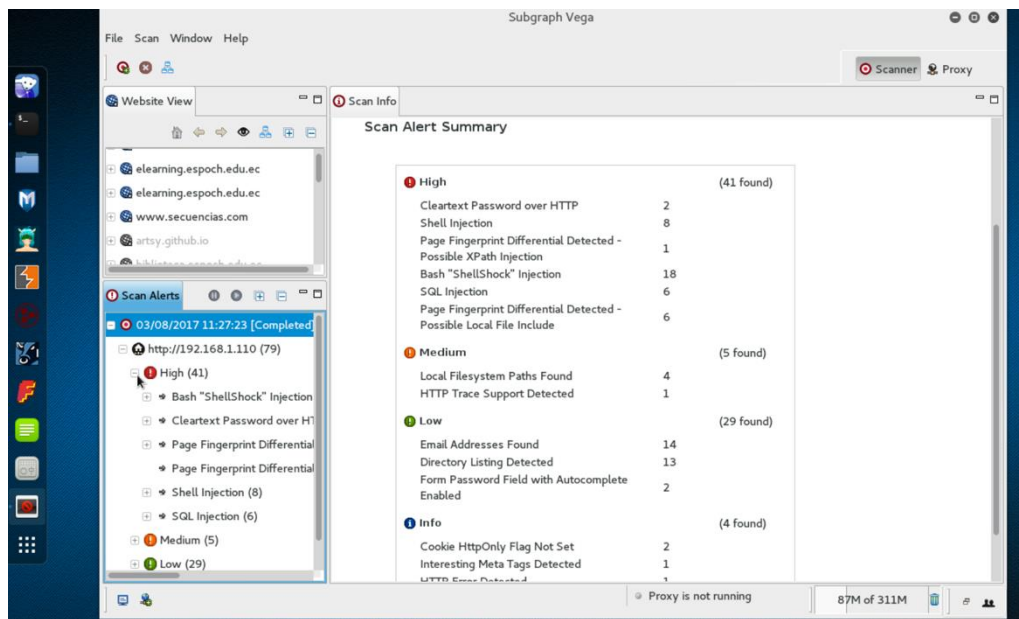 Subgraph Vega
File Scan Window Help
Scanner Proxy
Website View
elearning.espoch.edu.ec
elearning.espoch.edu.ec
www.secuencias.com
artsy.github.io
Scan Alerts
03/08/2017 11:27:23 [Completed]
http://192.168.1.110 (79)
High (41)
Bash "ShellShock" Injection
Cleartext Password over HT
Page Fingerprint Differential
Page Fingerprint Differential
Shell Injection (8)
SQL Injection (6)
Medium (5)
Low (29)
Scan Info
Scan Alert Summary
High (41 found)
Cleartext Password over HTTP 2
Shell Injection 8
Page Fingerprint Differential Detected -
Possible XPath Injection 1
Bash "ShellShock" Injection 18
SQL Injection 6
Page Fingerprint Differential Detected -
Possible Local File Include 6
Medium (5 found)
Local Filesystem Paths Found 4
HTTP Trace Support Detected 1
Low (29 found)
Email Addresses Found 14
Directory Listing Detected 13
Form Password Field with Autocomplete
Enabled 2
Info (4 found)
Cookie HttpOnly Flag Not Set 2
Interesting Meta Tags Detected 1
HTTP Error Detected 1
Proxy is not running
87M of 311M